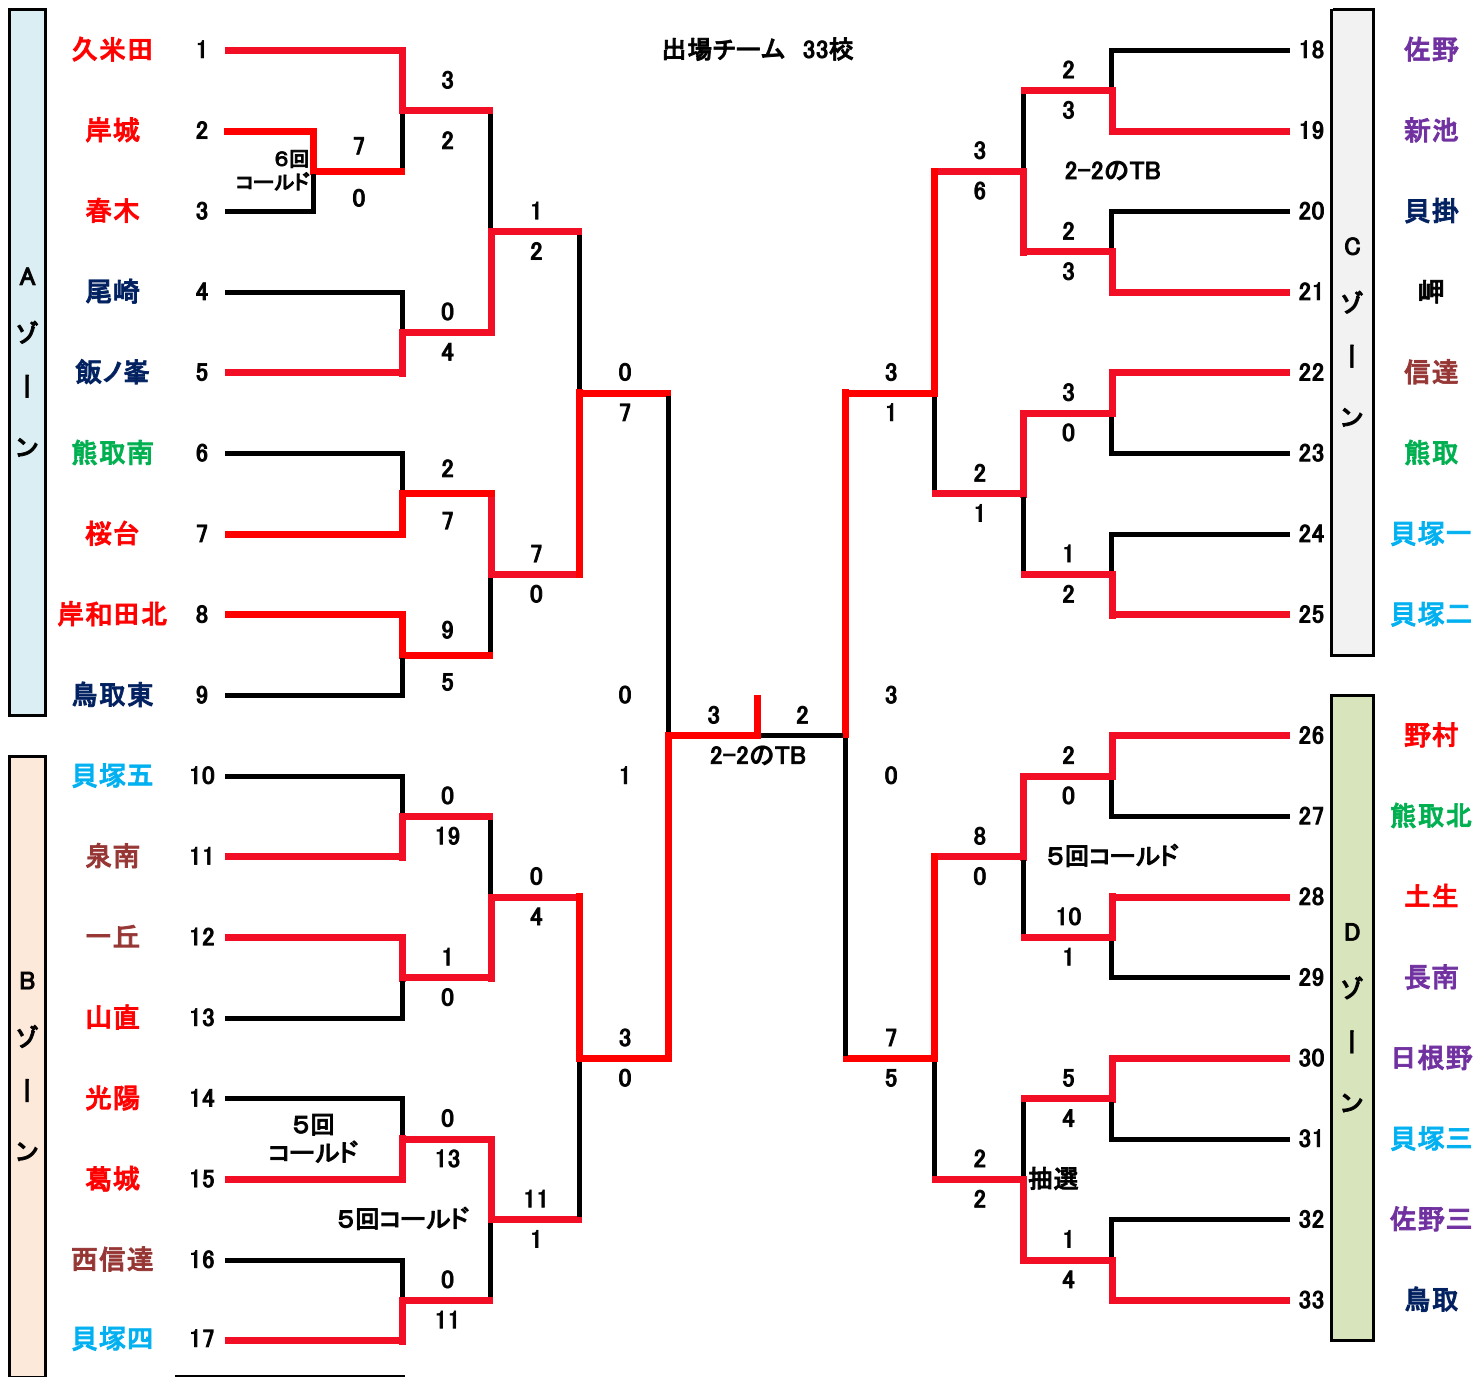 出場チーム 33校
Aゾーン
久米田 1
岸城 2
春木 3
尾崎 4
飯ノ峯 5
熊取南 6
桜台 7
岸和田北 8
鳥取東 9
6回
コールド
7
0
3
2
0
4
2
7
9
5
1
2
7
0
0
7
Bゾーン
貝塚五 10
泉南 11
一丘 12
山直 13
光陽 14
葛城 15
西信達 16
貝塚四 17
0
19
1
0
5回
コールド
0
13
0
11
0
4
5回コールド
11
1
3
0
0
1
3
2
2-2のTB
Cゾーン
18 佐野
19 新池
20 貝掛
21 岬
22 信達
23 熊取
24 貝塚一
25 貝塚二
2
3
2-2のTB
2
3
3
0
1
2
3
6
2
1
3
1
3
0
Dゾーン
26 野村
27 熊取北
28 土生
29 長南
30 日根野
31 貝塚三
32 佐野三
33 鳥取
2
0
5回コールド
10
1
5
4
1
4
8
0
抽選
2
2
7
5